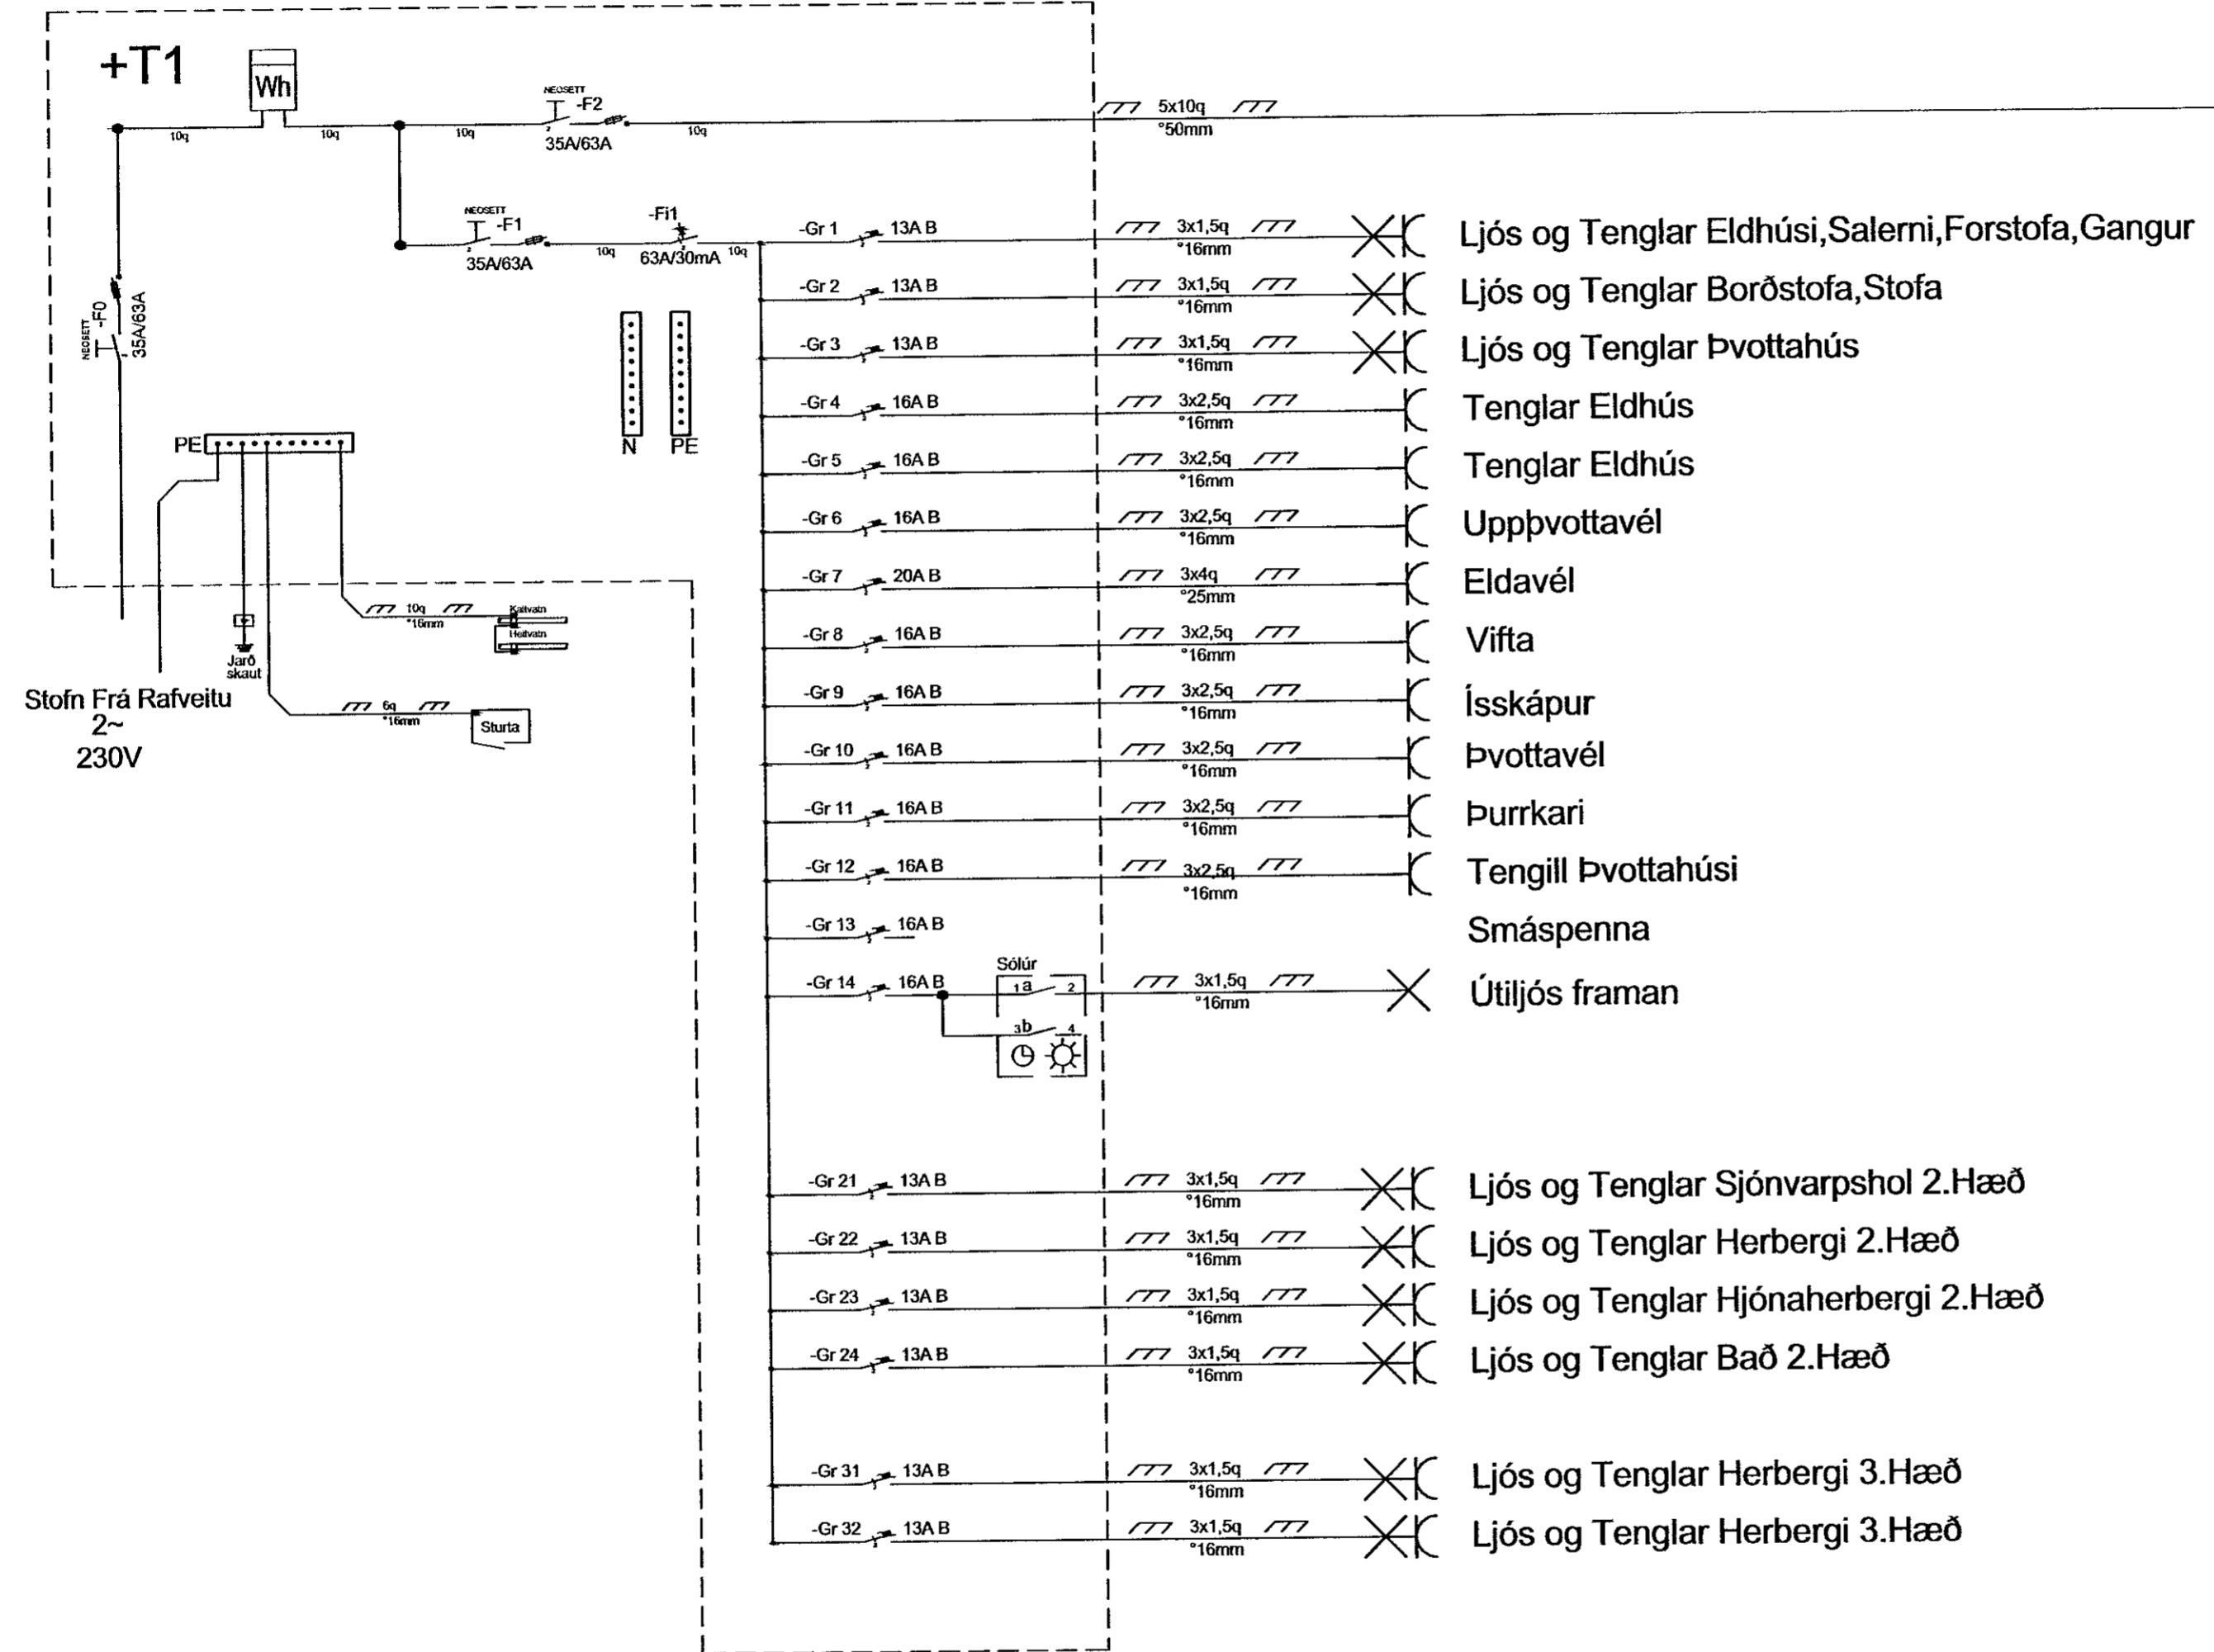 +T1
Wh
10q
10q
10q
NEOSETT
-F2
35A/63A
10q
5x10q
°50mm
NEOSETT
-F1
35A/63A
10q
-Fi1
63A/30mA
10q
NEOSETT
-F0
35A/63A
N
PE
PE
10q
°16mm
Kaltvatn
Heitvatn
Jarð
skaut
6q
°16mm
Sturta
Stofn Frá Rafveitu
2~
230V
-Gr 1 13A B 3x1,5q Ljós og Tenglar Eldhúsi,Salerni,Forstofa,Gangur
°16mm
-Gr 2 13A B 3x1,5q Ljós og Tenglar Borðstofa,Stofa
°16mm
-Gr 3 13A B 3x1,5q Ljós og Tenglar Þvottahús
°16mm
-Gr 4 16A B 3x2,5q Tenglar Eldhús
°16mm
-Gr 5 16A B 3x2,5q Tenglar Eldhús
°16mm
-Gr 6 16A B 3x2,5q Uppþvottavél
°16mm
-Gr 7 20A B 3x4q Eldavél
°25mm
-Gr 8 16A B 3x2,5q Vifta
°16mm
-Gr 9 16A B 3x2,5q Ísskápur
°16mm
-Gr 10 16A B 3x2,5q Þvottavél
°16mm
-Gr 11 16A B 3x2,5q Þurrkari
°16mm
-Gr 12 16A B 3x2,5q Tengill Þvottahúsi
°16mm
-Gr 13 16A B Smáspenna
Sólúr
-Gr 14 16A B 1 a 2 3x1,5q Útiljós framan
°16mm
3 b 4
-Gr 21 13A B 3x1,5q Ljós og Tenglar Sjónvarpshol 2.Hæð
°16mm
-Gr 22 13A B 3x1,5q Ljós og Tenglar Herbergi 2.Hæð
°16mm
-Gr 23 13A B 3x1,5q Ljós og Tenglar Hjónaherbergi 2.Hæð
°16mm
-Gr 24 13A B 3x1,5q Ljós og Tenglar Bað 2.Hæð
°16mm
-Gr 31 13A B 3x1,5q Ljós og Tenglar Herbergi 3.Hæð
°16mm
-Gr 32 13A B 3x1,5q Ljós og Tenglar Herbergi 3.Hæð
°16mm